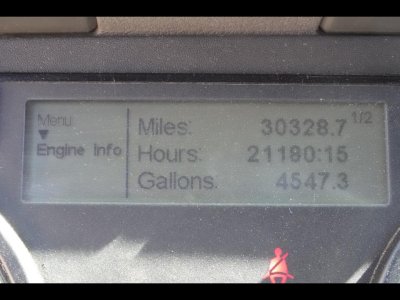 Menu
Engine Info
Miles: 30328.7 1/2
Hours: 21180:15
Gallons: 4547.3